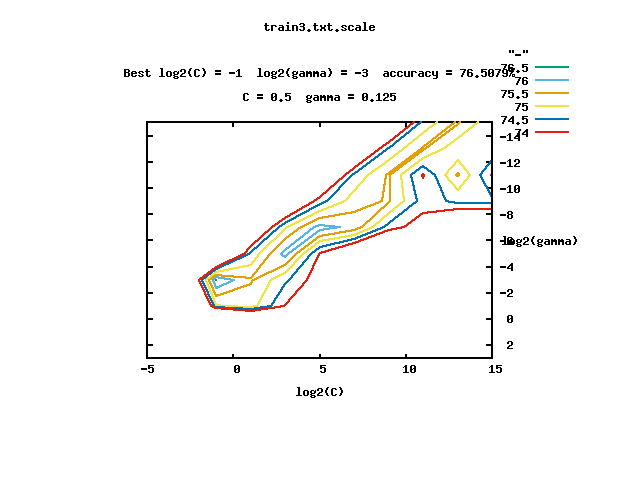 train3.txt.scale
"-"
Best log2(C) = -1 log2(gamma) = -3 accuracy = 76.5079%
76.5
76
C = 0.5 gamma = 0.125
75.5
75
74.5
74
-14
-12
-10
-8
-6
log2(gamma)
-4
-2
0
2
-5 0 5 10 15
log2(C)